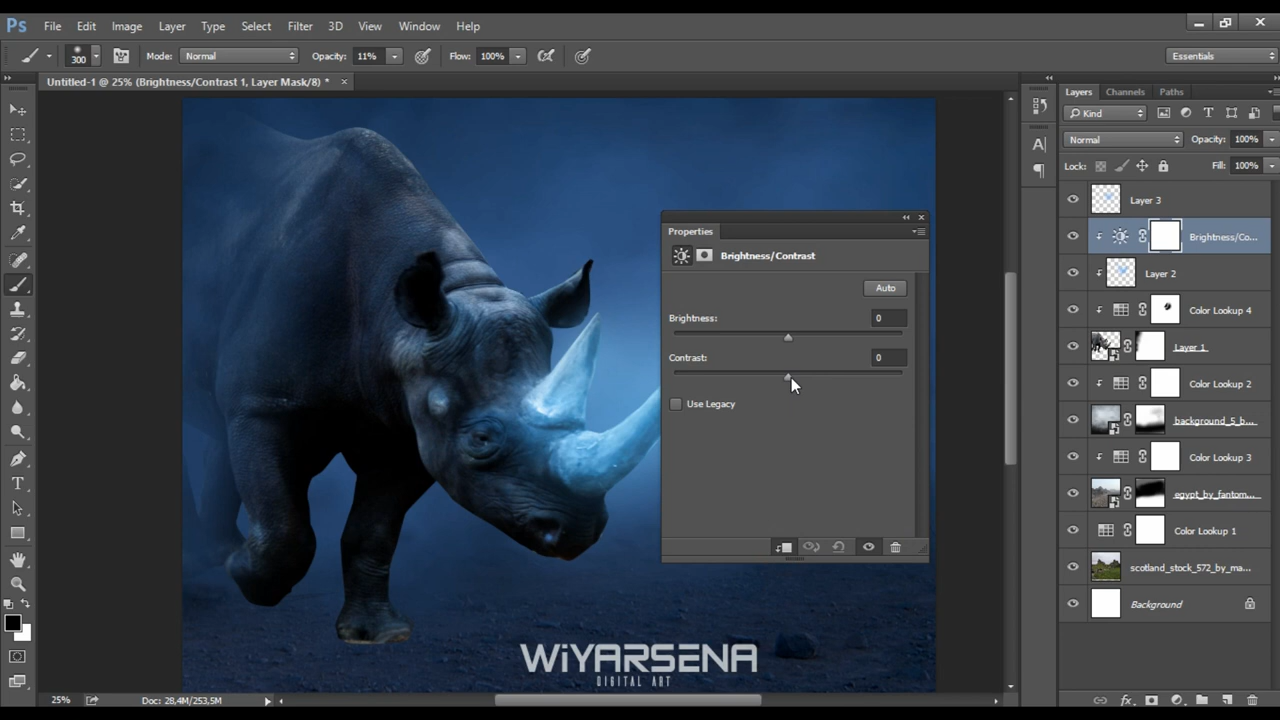 Ps File Edit Image Layer Type Select Filter 3D View Window Help
300 Mode: Normal Opacity: 11% Flow: 100% Essentials
Untitled-1 @ 25% (Brightness/Contrast 1, Layer Mask/8) *
Layers Channels Paths
Kind
Normal Opacity: 100%
Lock: Fill: 100%
Layer 3
Brightness/Co...
Layer 2
Color Lookup 4
Layer 1
Color Lookup 2
background_5_b...
Color Lookup 3
egypt_by_fantom...
Color Lookup 1
scotland_stock_572_by_ma...
Background
Properties
Brightness/Contrast
Auto
Brightness: 0
Contrast: 0
Use Legacy
WiYARSENA
DIGITAL ART
25% Doc: 28,4M/253,5M